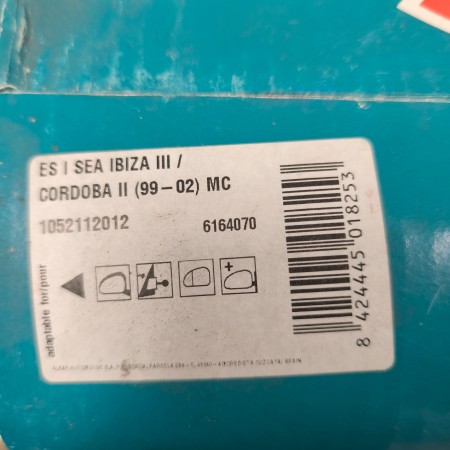 ES I SEA IBIZA III /
CORDOBA II (99-02) MC
1052112012 6164070
adaptable for/pour
+
8 424445 018253